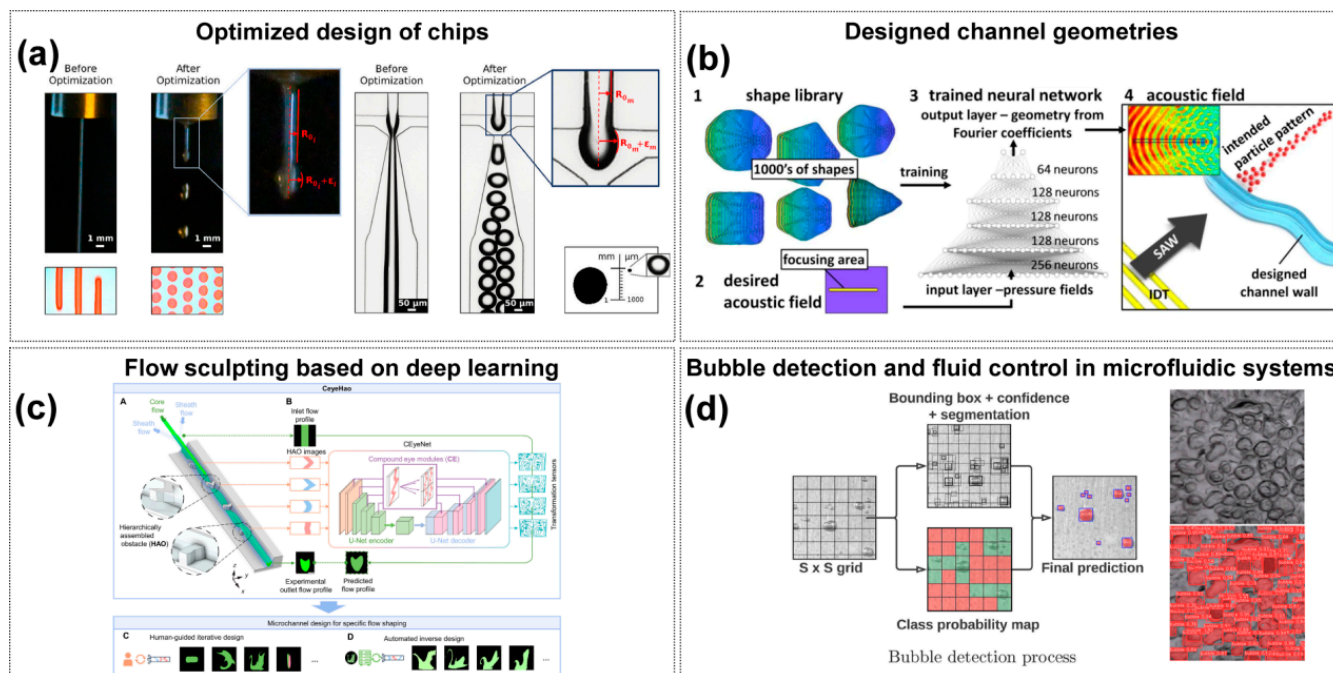 Optimized design of chips
(a)
Before
Optimization
After
Optimization
Before
Optimization
After
Optimization
1 mm
1 mm
50 μm
50 μm
mm
μm
1
1000
Designed channel geometries
(b)
1
shape library
1000's of shapes
training
2
desired
acoustic field
focusing area
3 trained neural network
output layer – geometry from
Fourier coefficients
64 neurons
128 neurons
128 neurons
128 neurons
256 neurons
input layer –pressure fields
4 acoustic field
intended
particle pattern
SAW
IDT
designed
channel wall
Flow sculpting based on deep learning
(c)
CeyeHao
A
Core
flow
Sheath
flow
Sheath
flow
Hierarchically
assembled
obstacle (HAO)
z
y
x
B
Inlet flow
profile
HAO images
CEyeNet
Compound eye modules (CE)
U-Net encoder
U-Net decoder
Transformation tensors
Experimental
outlet flow profile
Predicted
flow profile
Microchannel design for specific flow shaping
C
Human-guided iterative design
...
D
Automated inverse design
...
Bubble detection and fluid control in microfluidic systems
(d)
Bounding box + confidence
+ segmentation
S x S grid
Class probability map
Final prediction
Bubble detection process